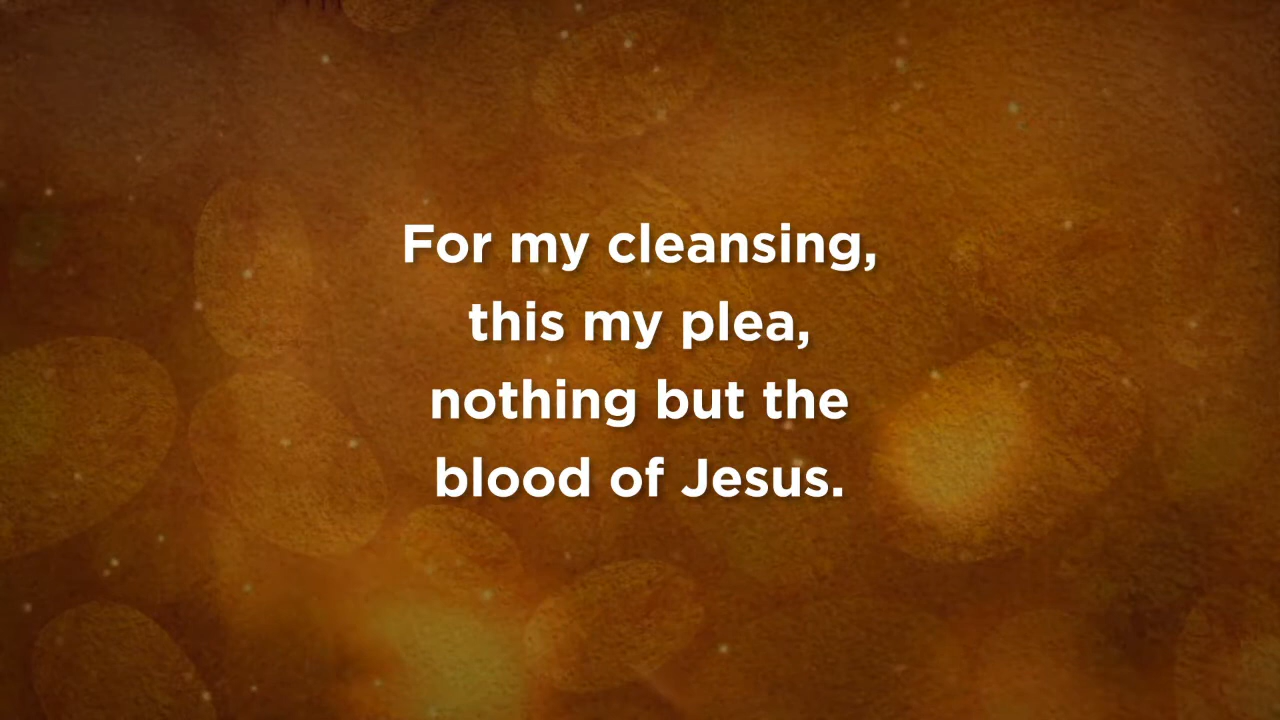 For my cleansing,
this my plea,
nothing but the
blood of Jesus.